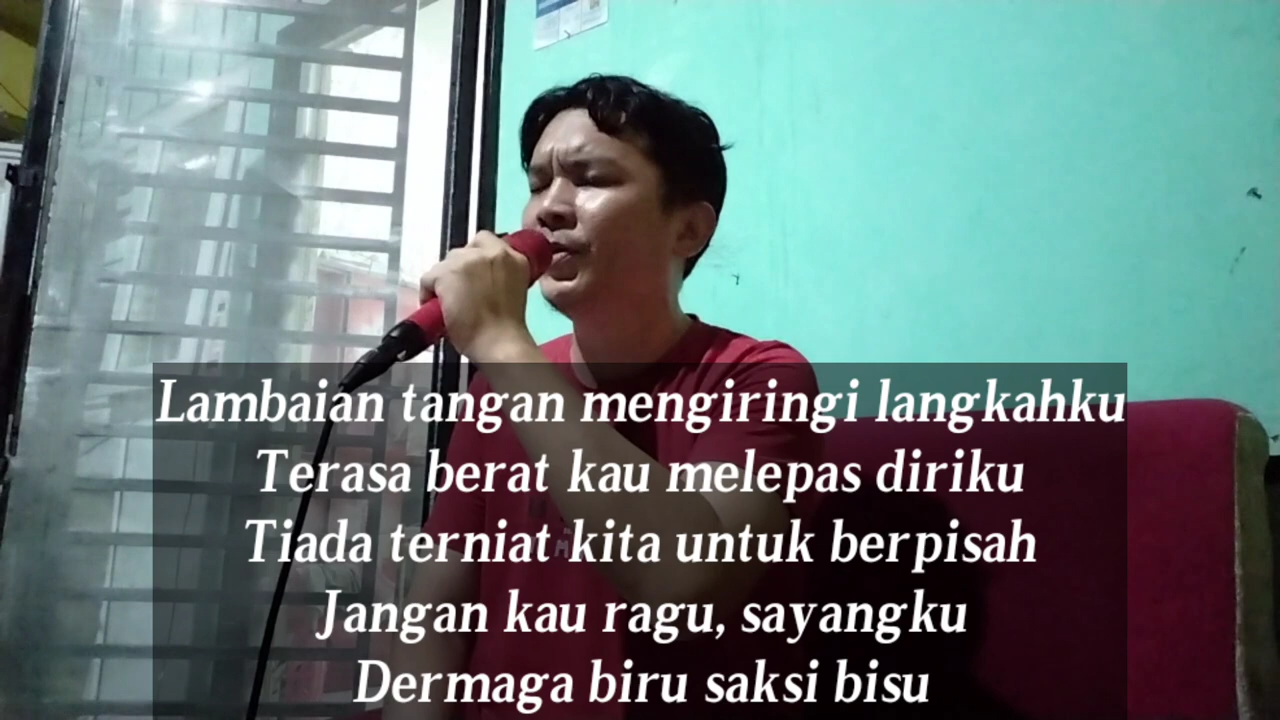 Lambaian tangan mengiringi langkahku
Terasa berat kau melepas diriku
Tiada terniat kita untuk berpisah
Jangan kau ragu, sayangku
Dermaga biru saksi bisu